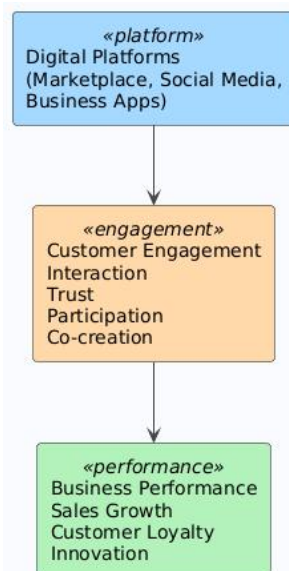 «platform»
Digital Platforms
(Marketplace, Social Media,
Business Apps)
«engagement»
Customer Engagement
Interaction
Trust
Participation
Co-creation
«performance»
Business Performance
Sales Growth
Customer Loyalty
Innovation